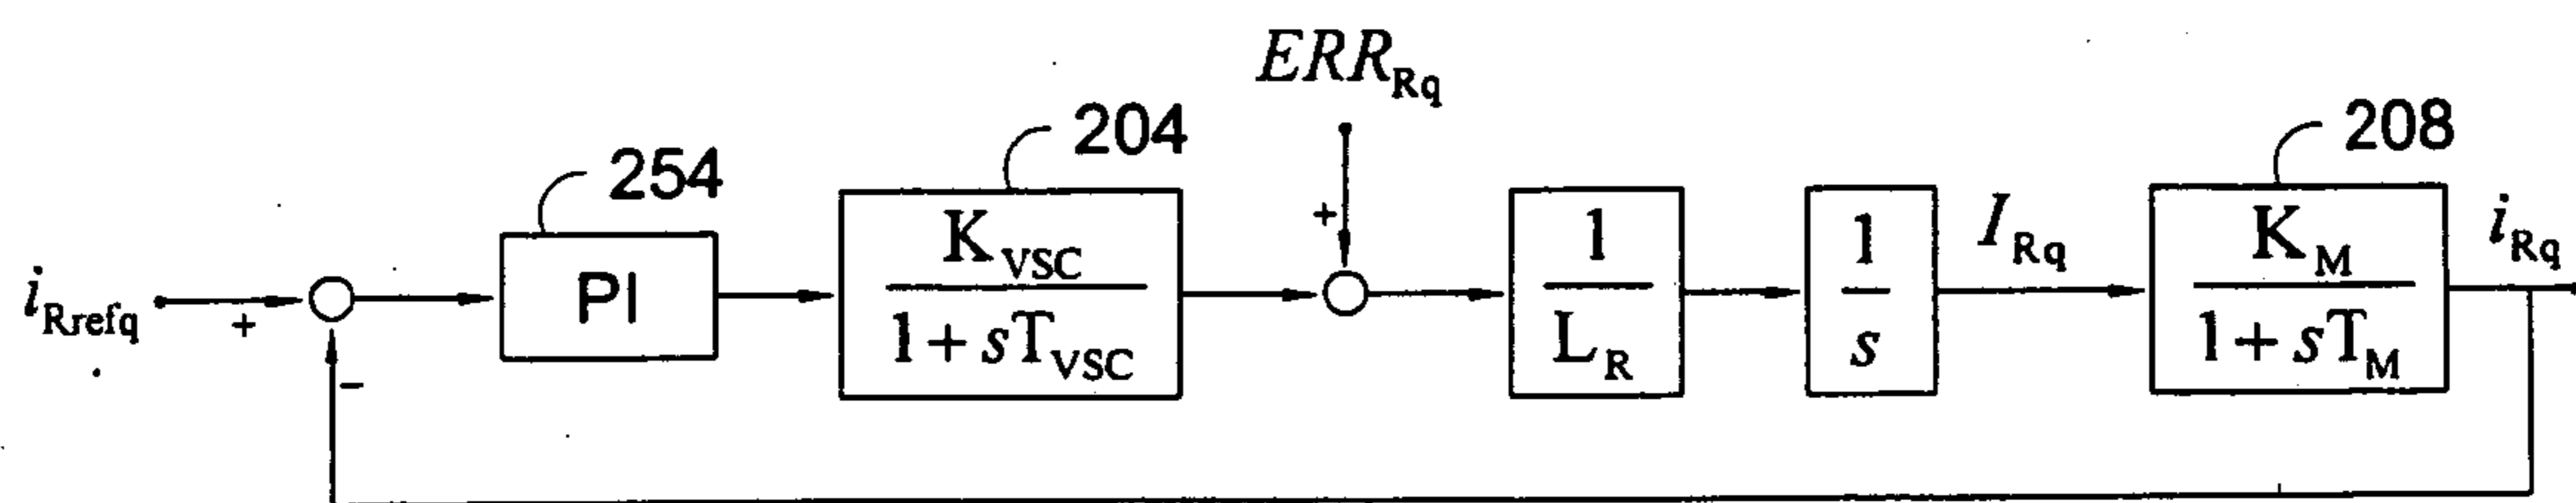 ERR_Rq
254
204
208
i_Rrefq
+
−
PI
K_VSC
1 + sT_VSC
+
1
L_R
1
s
I_Rq
K_M
1 + sT_M
i_Rq